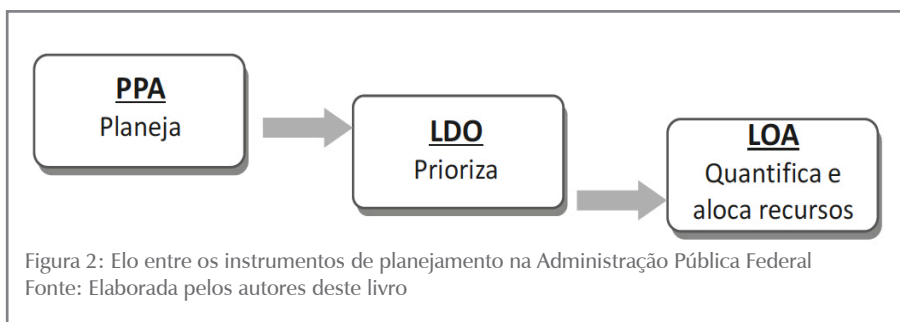 PPA
Planeja
LDO
Prioriza
LOA
Quantifica e
aloca recursos
Figura 2: Elo entre os instrumentos de planejamento na Administração Pública Federal
Fonte: Elaborada pelos autores deste livro